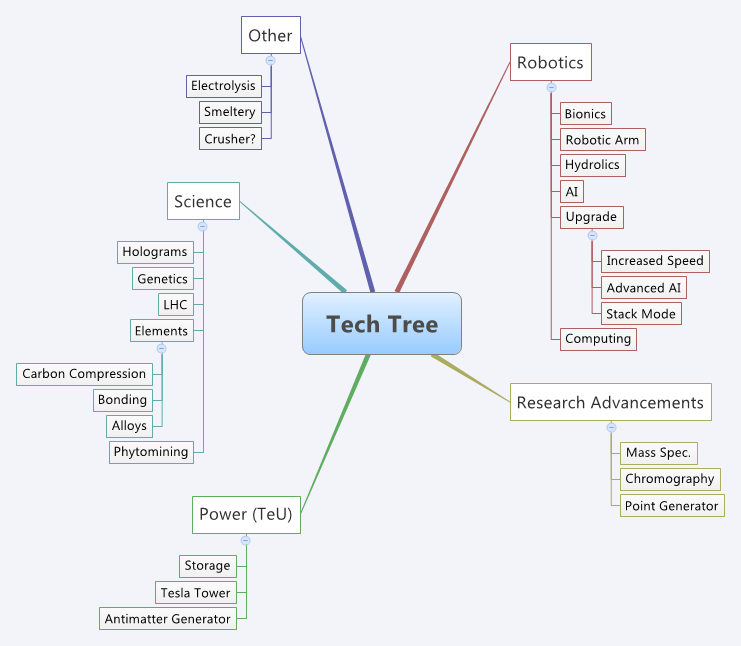 Tech Tree
Other
Electrolysis
Smeltery
Crusher?
Science
Holograms
Genetics
LHC
Elements
Carbon Compression
Bonding
Alloys
Phytomining
Power (TeU)
Storage
Tesla Tower
Antimatter Generator
Robotics
Bionics
Robotic Arm
Hydrolics
AI
Upgrade
Increased Speed
Advanced AI
Stack Mode
Computing
Research Advancements
Mass Spec.
Chromography
Point Generator